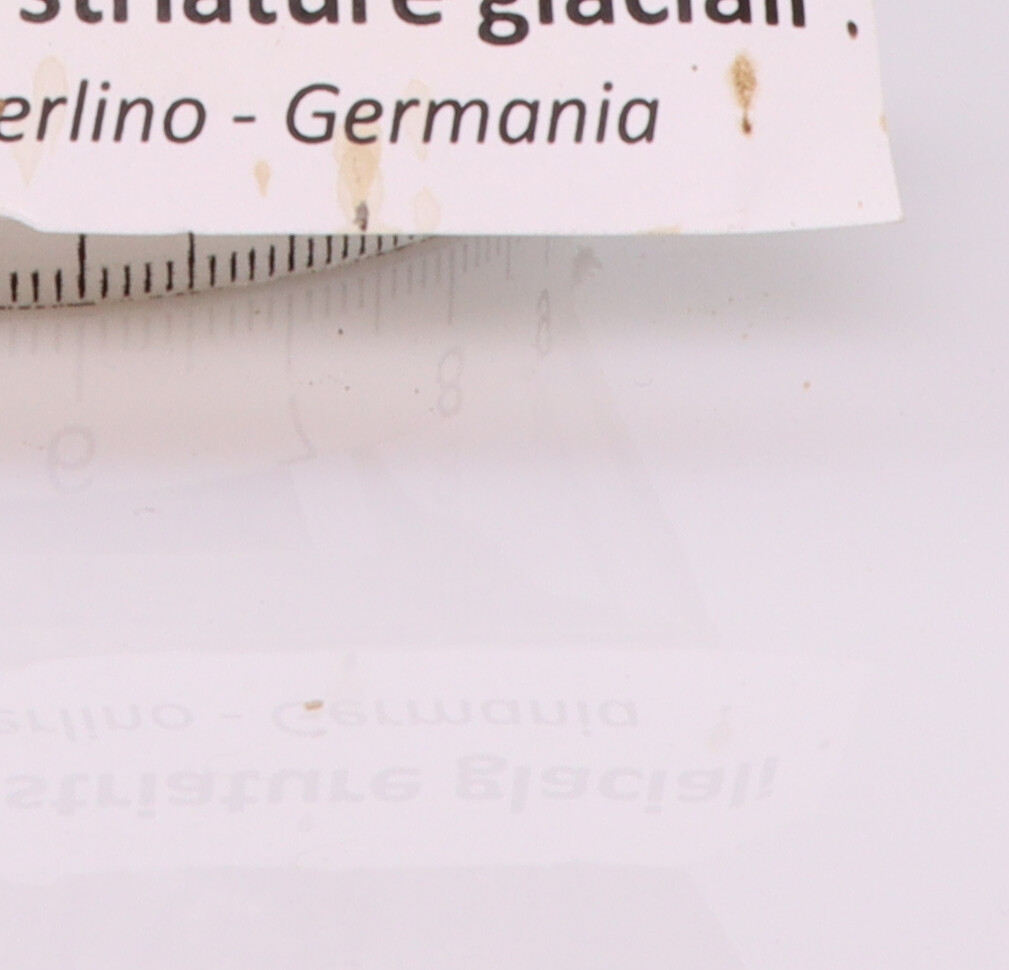 striature glaciali
erlino - Germania